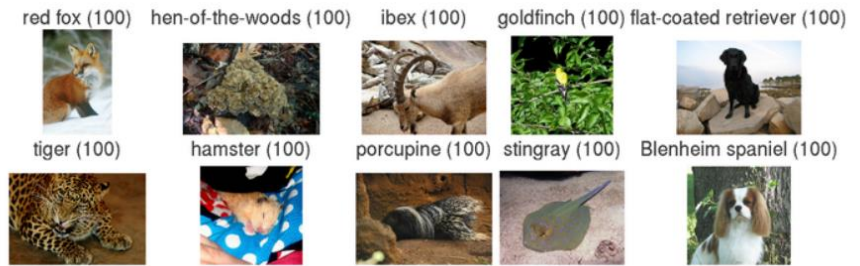 red fox (100) hen-of-the-woods (100) ibex (100) goldfinch (100) flat-coated retriever (100)
tiger (100) hamster (100) porcupine (100) stingray (100) Blenheim spaniel (100)